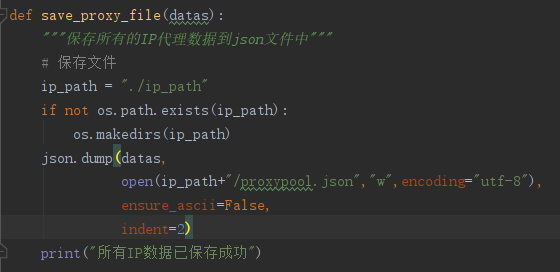 def save_proxy_file(datas):
    """保存所有的IP代理数据到json文件中"""
    # 保存文件
    ip_path = "./ip_path"
    if not os.path.exists(ip_path):
        os.makedirs(ip_path)
    json.dump(datas,
              open(ip_path+"/proxypool.json","w",encoding="utf-8"),
              ensure_ascii=False,
              indent=2)
    print("所有IP数据已保存成功")